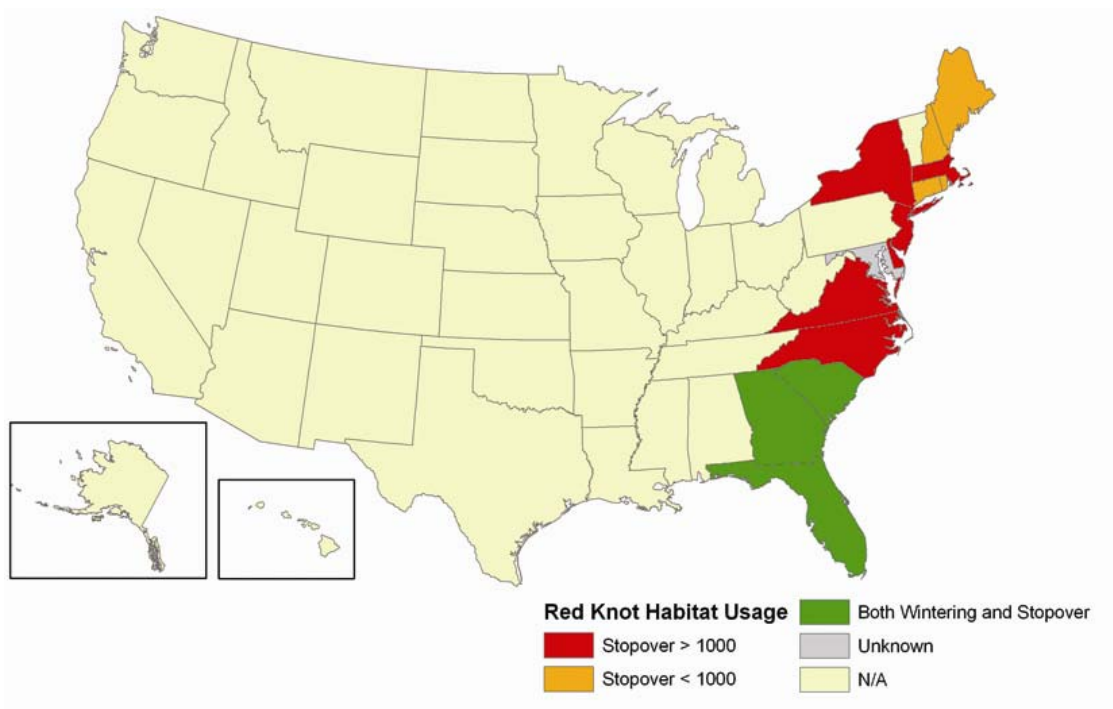 Red Knot Habitat Usage
Stopover > 1000
Stopover < 1000
Both Wintering and Stopover
Unknown
N/A